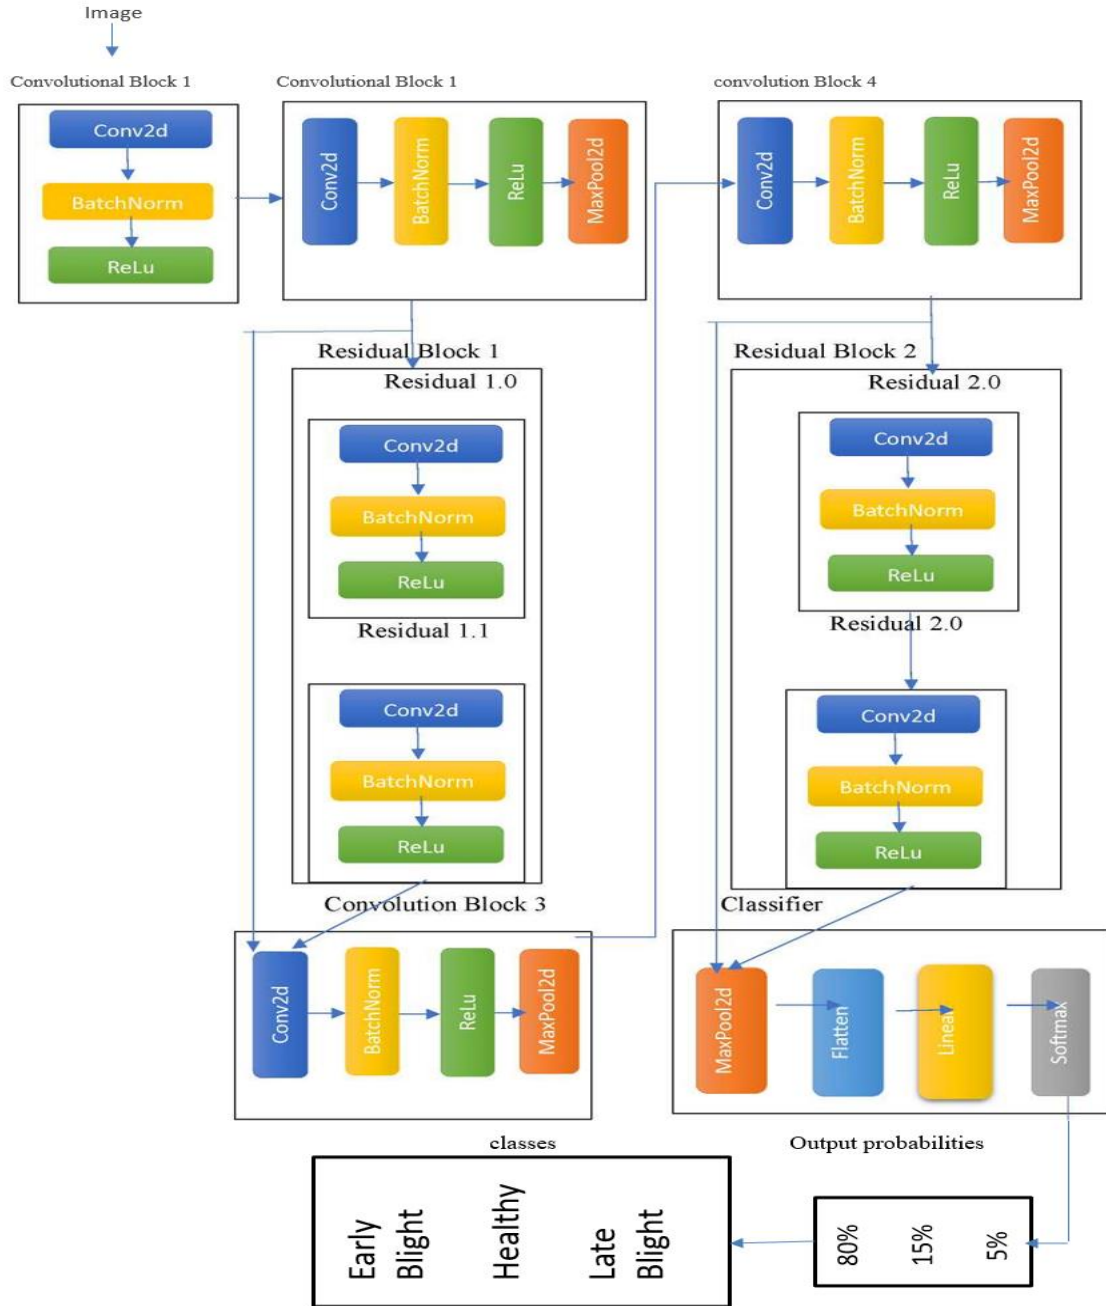 Image
Convolutional Block 1
Conv2d
BatchNorm
ReLu
Convolutional Block 1
Conv2d
BatchNorm
ReLu
MaxPool2d
convolution Block 4
Conv2d
BatchNorm
ReLu
MaxPool2d
Residual Block 1
Residual 1.0
Conv2d
BatchNorm
ReLu
Residual 1.1
Conv2d
BatchNorm
ReLu
Residual Block 2
Residual 2.0
Conv2d
BatchNorm
ReLu
Residual 2.0
Conv2d
BatchNorm
ReLu
Convolution Block 3
Conv2d
BatchNorm
ReLu
MaxPool2d
Classifier
MaxPool2d
Flatten
Linear
Softmax
classes
Early
Blight
Healthy
Late
Blight
Output probabilities
80%
15%
5%